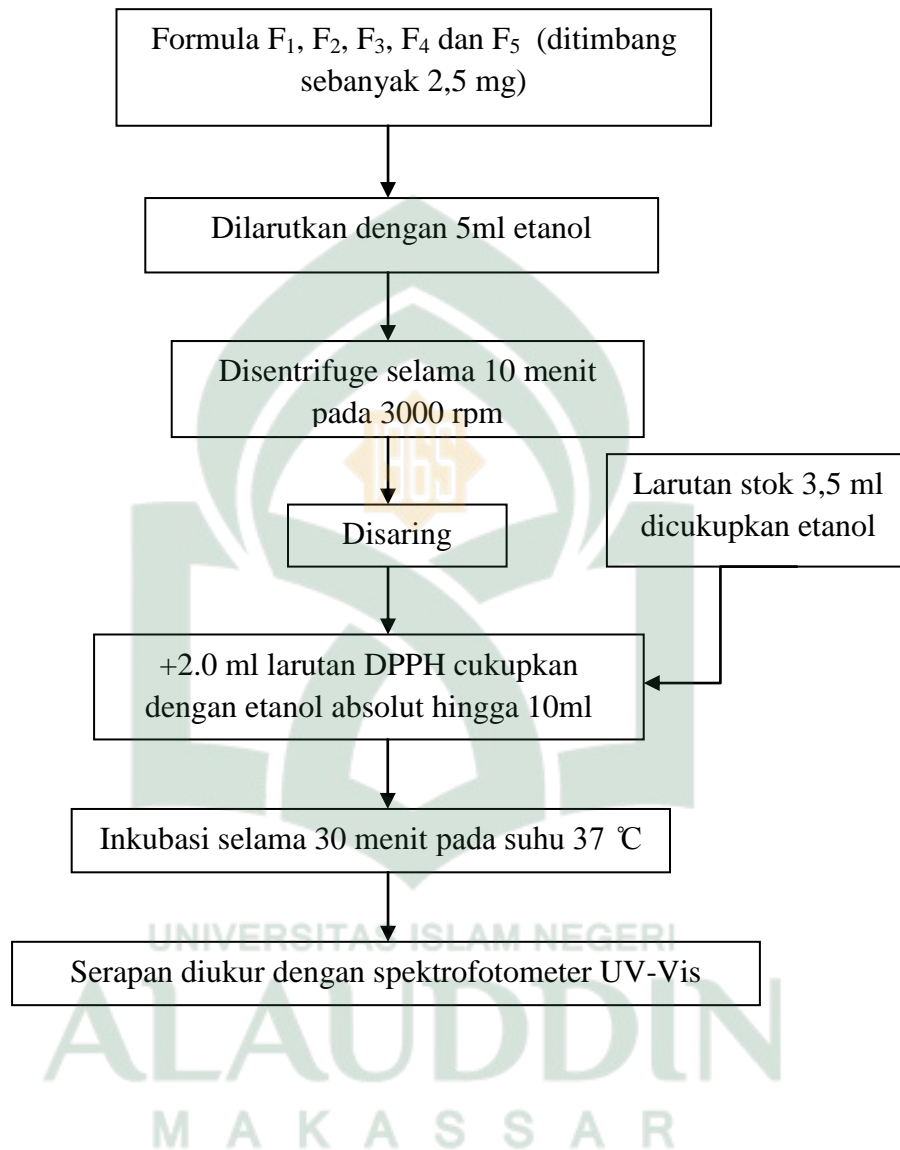 Formula F₁, F₂, F₃, F₄ dan F₅ (ditimbang
sebanyak 2,5 mg)
Dilarutkan dengan 5ml etanol
Disentrifuge selama 10 menit
pada 3000 rpm
Larutan stok 3,5 ml
dicukupkan etanol
Disaring
+2.0 ml larutan DPPH cukupkan
dengan etanol absolut hingga 10ml
Inkubasi selama 30 menit pada suhu 37 ℃
UNIVERSITAS ISLAM NEGERI
Serapan diukur dengan spektrofotometer UV-Vis
ALAUDDIN
MAKASSAR